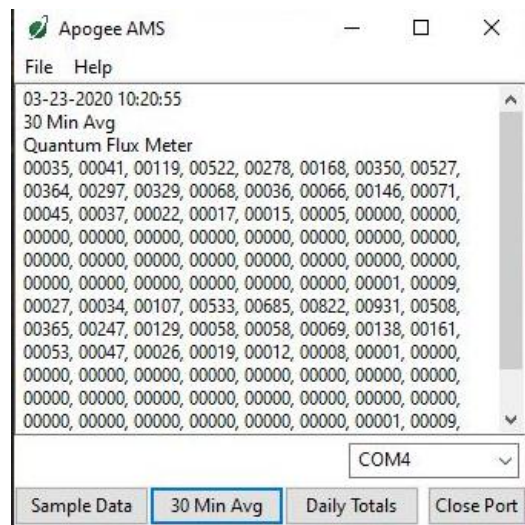 Apogee AMS
File Help
03-23-2020 10:20:55
30 Min Avg
Quantum Flux Meter
00035, 00041, 00119, 00522, 00278, 00168, 00350, 00527,
00364, 00297, 00329, 00068, 00036, 00066, 00146, 00071,
00045, 00037, 00022, 00017, 00015, 00005, 00000, 00000,
00000, 00000, 00000, 00000, 00000, 00000, 00000, 00000,
00000, 00000, 00000, 00000, 00000, 00000, 00000, 00000,
00000, 00000, 00000, 00000, 00000, 00000, 00001, 00009,
00027, 00034, 00107, 00533, 00685, 00822, 00931, 00508,
00365, 00247, 00129, 00058, 00058, 00069, 00138, 00161,
00053, 00047, 00026, 00019, 00012, 00008, 00001, 00000,
00000, 00000, 00000, 00000, 00000, 00000, 00000, 00000,
00000, 00000, 00000, 00000, 00000, 00000, 00000, 00000,
00000, 00000, 00000, 00000, 00000, 00000, 00001, 00009,
COM4
Sample Data 30 Min Avg Daily Totals Close Port